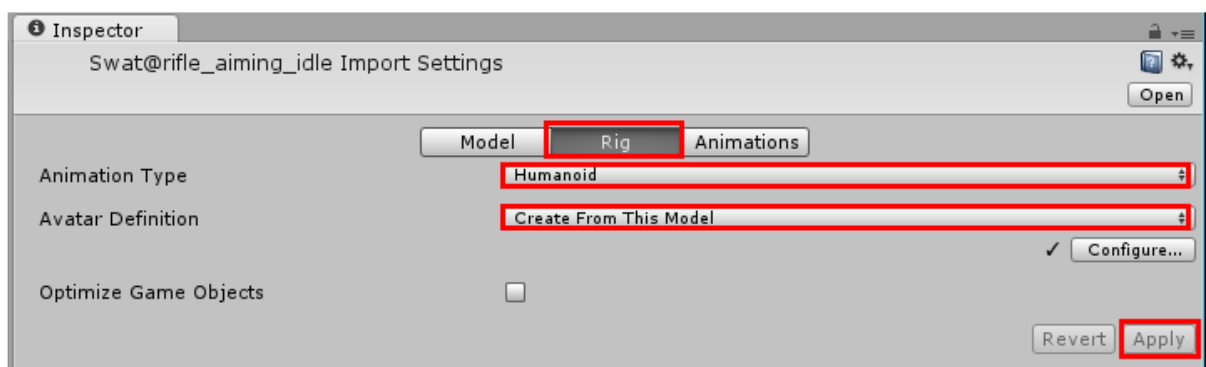 Inspector
Swat@rifle_aiming_idle Import Settings
Open
Model Rig Animations
Animation Type Humanoid
Avatar Definition Create From This Model
✓ Configure...
Optimize Game Objects
Revert Apply